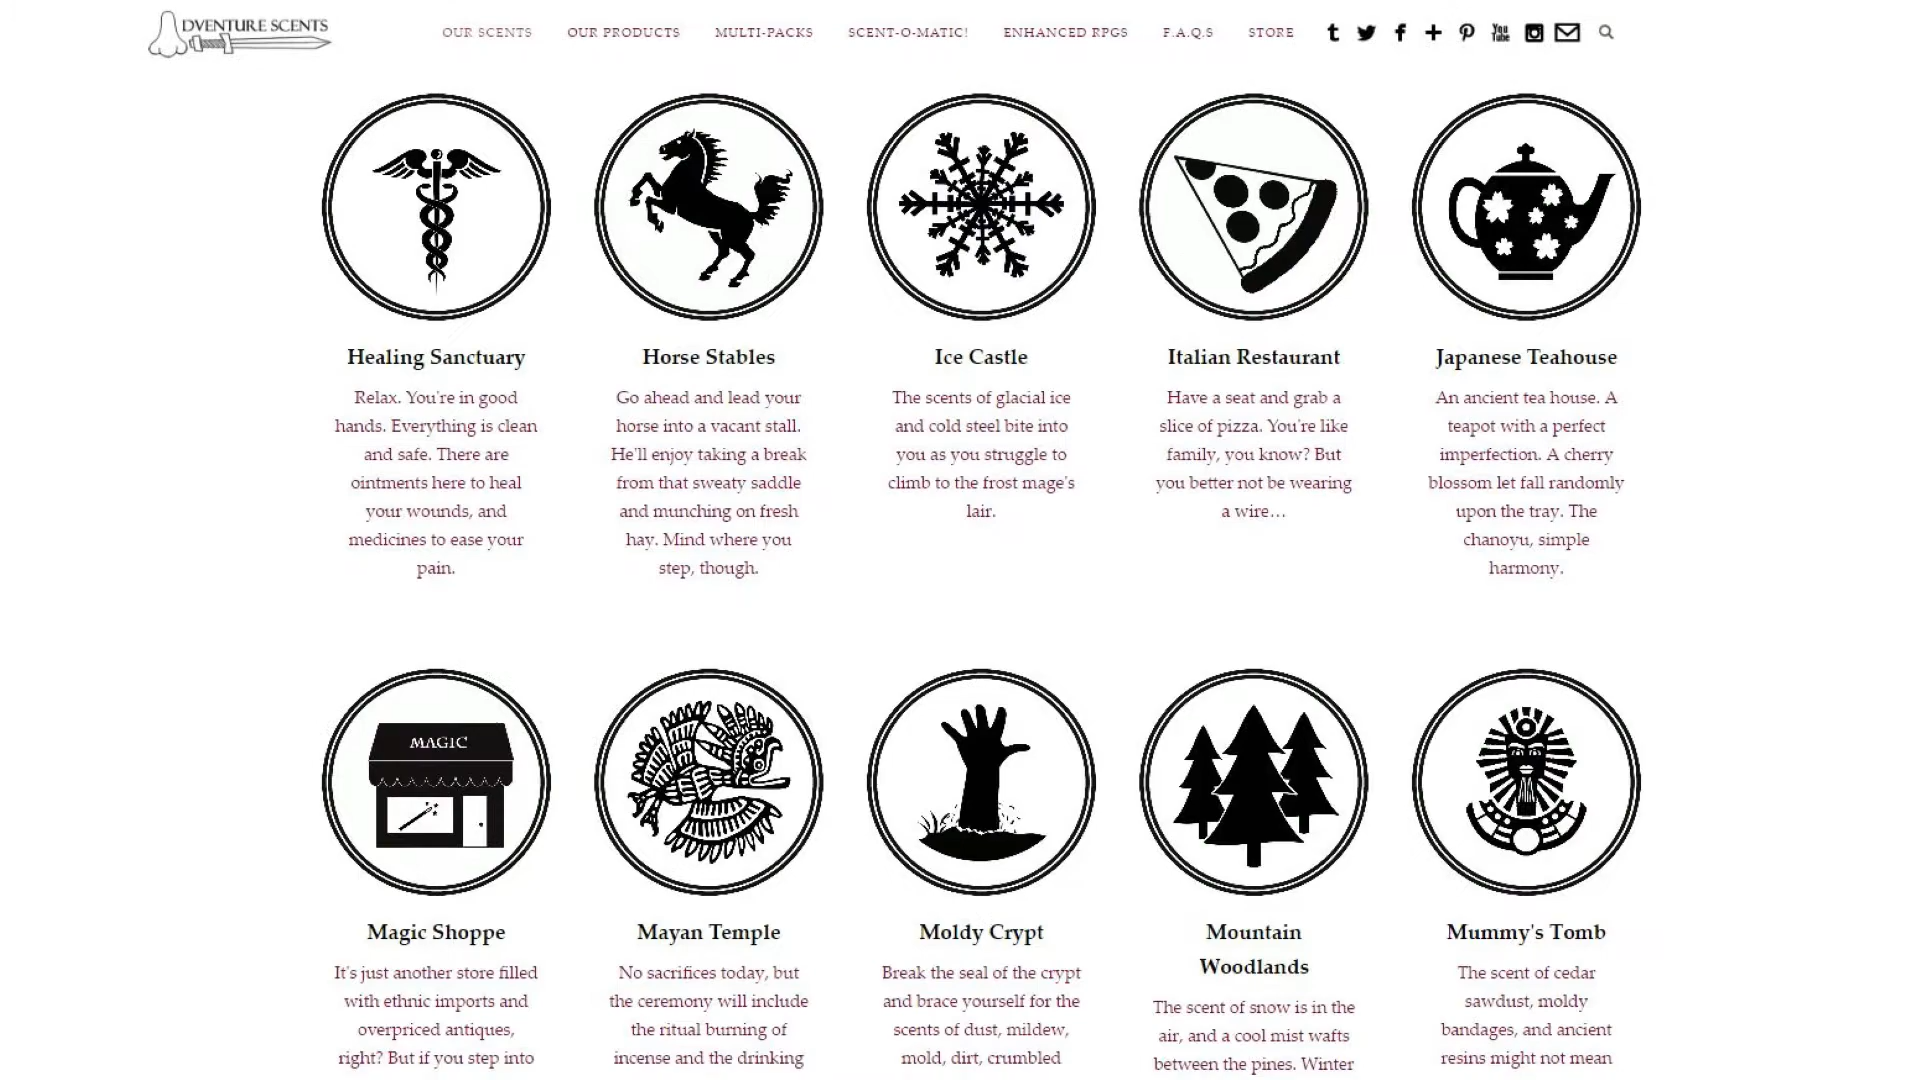 DVENTURE SCENTS
OUR SCENTS
OUR PRODUCTS
MULTI-PACKS
SCENT-O-MATIC!
ENHANCED RPGS
F.A.Q.S
STORE
You
Tube
Healing Sanctuary
Relax. You're in good
hands. Everything is clean
and safe. There are
ointments here to heal
your wounds, and
medicines to ease your
pain.
Horse Stables
Go ahead and lead your
horse into a vacant stall.
He'll enjoy taking a break
from that sweaty saddle
and munching on fresh
hay. Mind where you
step, though.
Ice Castle
The scents of glacial ice
and cold steel bite into
you as you struggle to
climb to the frost mage's
lair.
Italian Restaurant
Have a seat and grab a
slice of pizza. You're like
family, you know? But
you better not be wearing
a wire…
Japanese Teahouse
An ancient tea house. A
teapot with a perfect
imperfection. A cherry
blossom let fall randomly
upon the tray. The
chanoyu, simple
harmony.
MAGIC
Magic Shoppe
It's just another store filled
with ethnic imports and
overpriced antiques,
right? But if you step into
Mayan Temple
No sacrifices today, but
the ceremony will include
the ritual burning of
incense and the drinking
Moldy Crypt
Break the seal of the crypt
and brace yourself for the
scents of dust, mildew,
mold, dirt, crumbled
Mountain
Woodlands
The scent of snow is in the
air, and a cool mist wafts
between the pines. Winter
Mummy's Tomb
The scent of cedar
sawdust, moldy
bandages, and ancient
resins might not mean